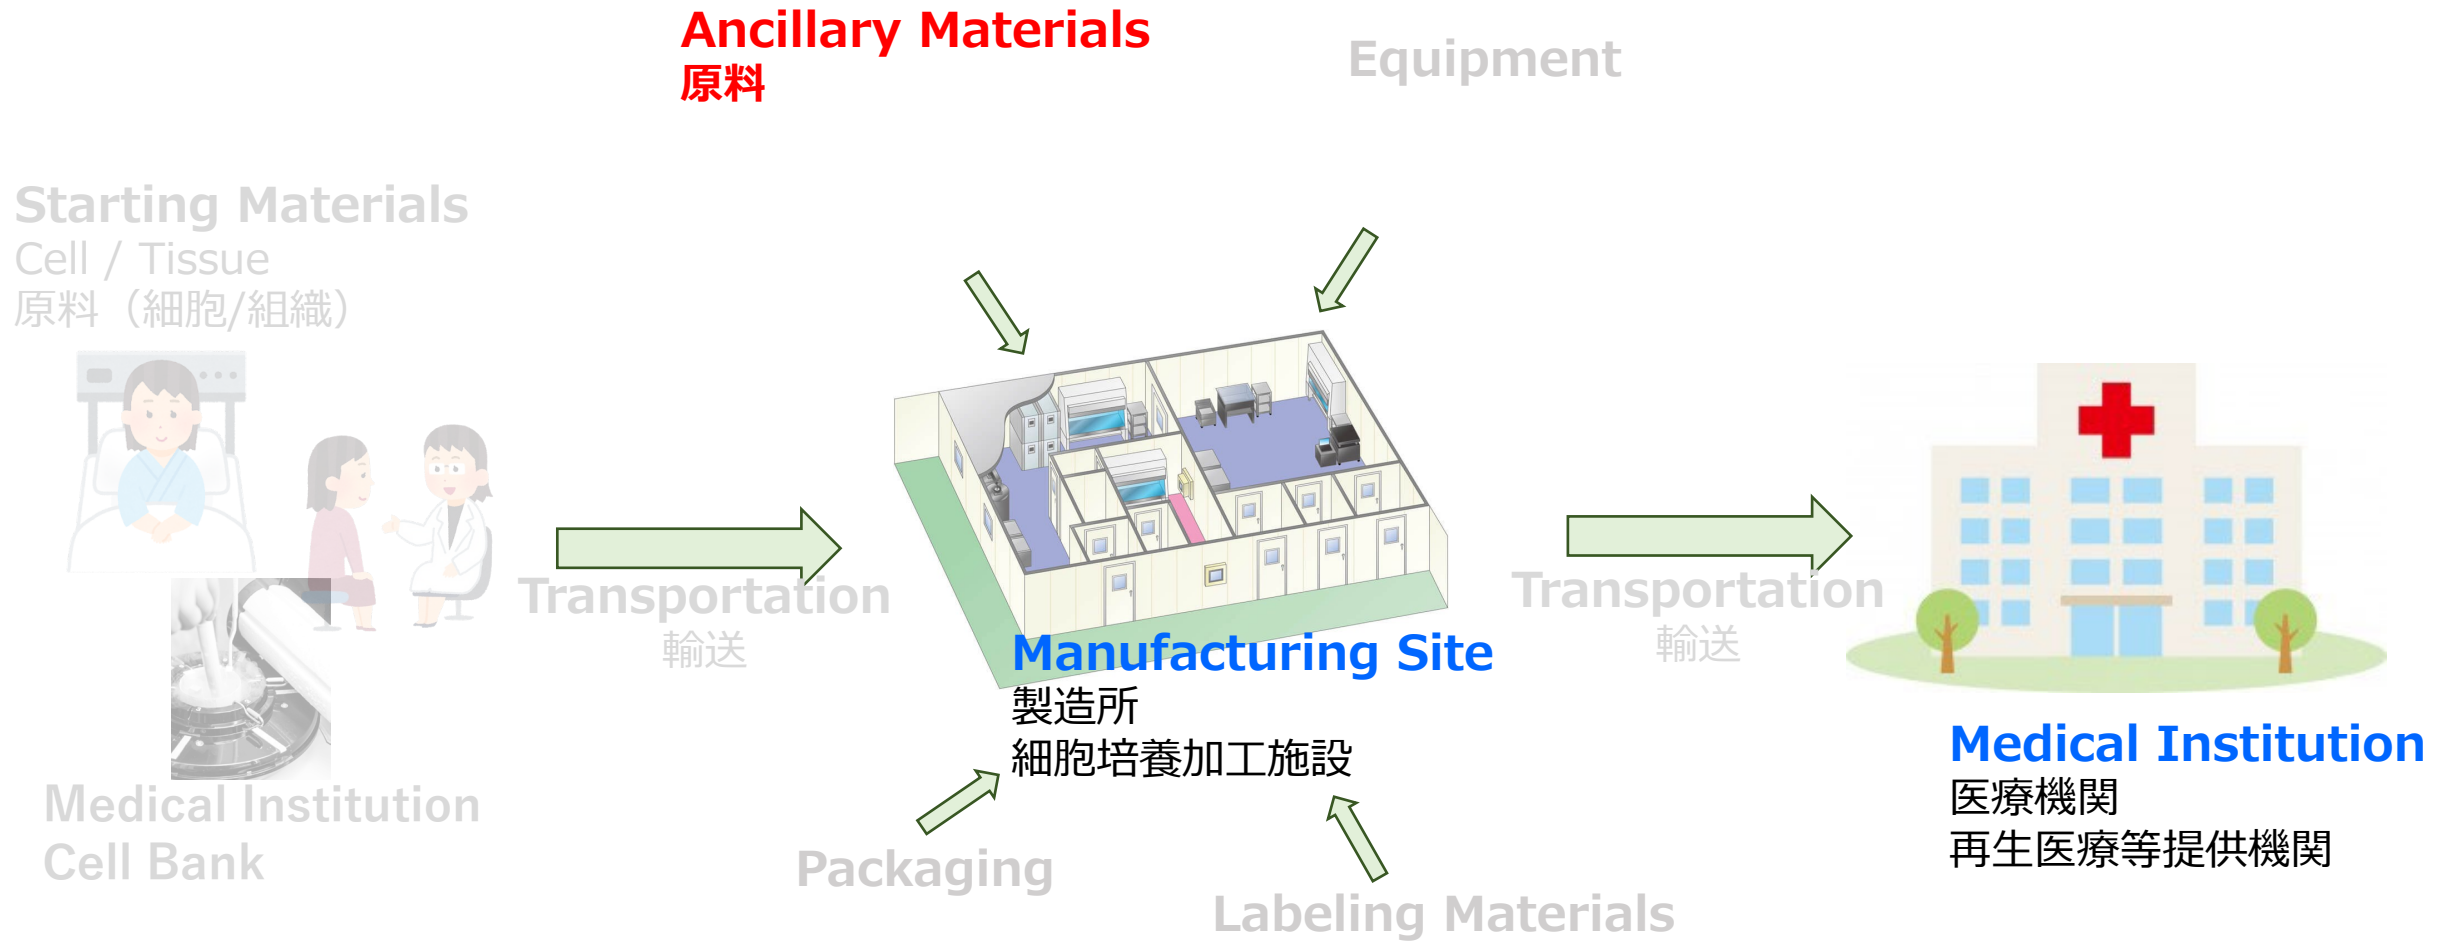 Ancillary Materials
原料
Equipment
Starting Materials
Cell / Tissue
原料（細胞/組織）
Transportation
輸送
Transportation
輸送
Manufacturing Site
製造所
細胞培養加工施設
Medical Institution
医療機関
再生医療等提供機関
Medical Institution
Cell Bank
Packaging
Labeling Materials